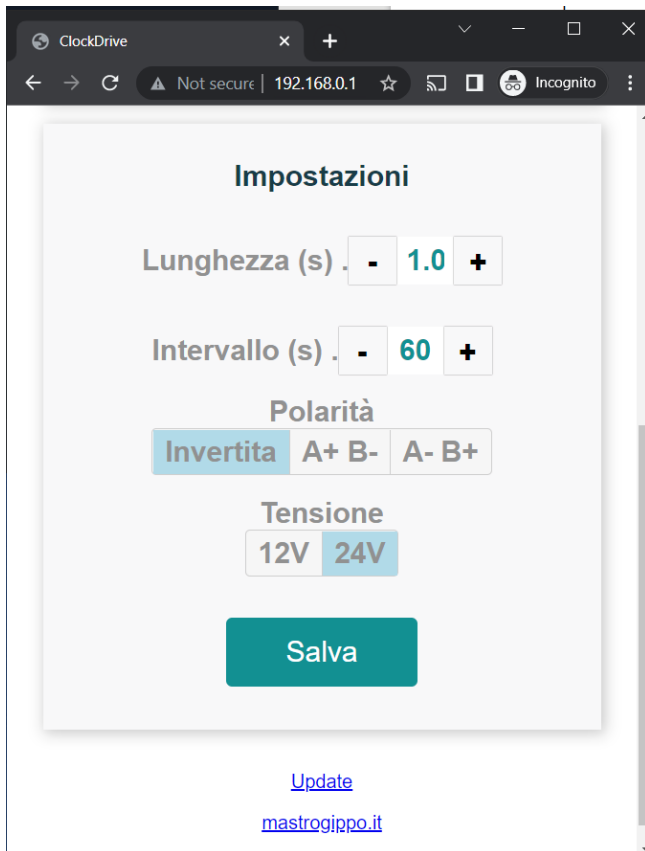 ClockDrive
Not secure 192.168.0.1 Incognito
Impostazioni
Lunghezza (s) . - 1.0 +
Intervallo (s) . - 60 +
Polarità
Invertita A+ B- A- B+
Tensione
12V 24V
Salva
Update
mastrogippo.it